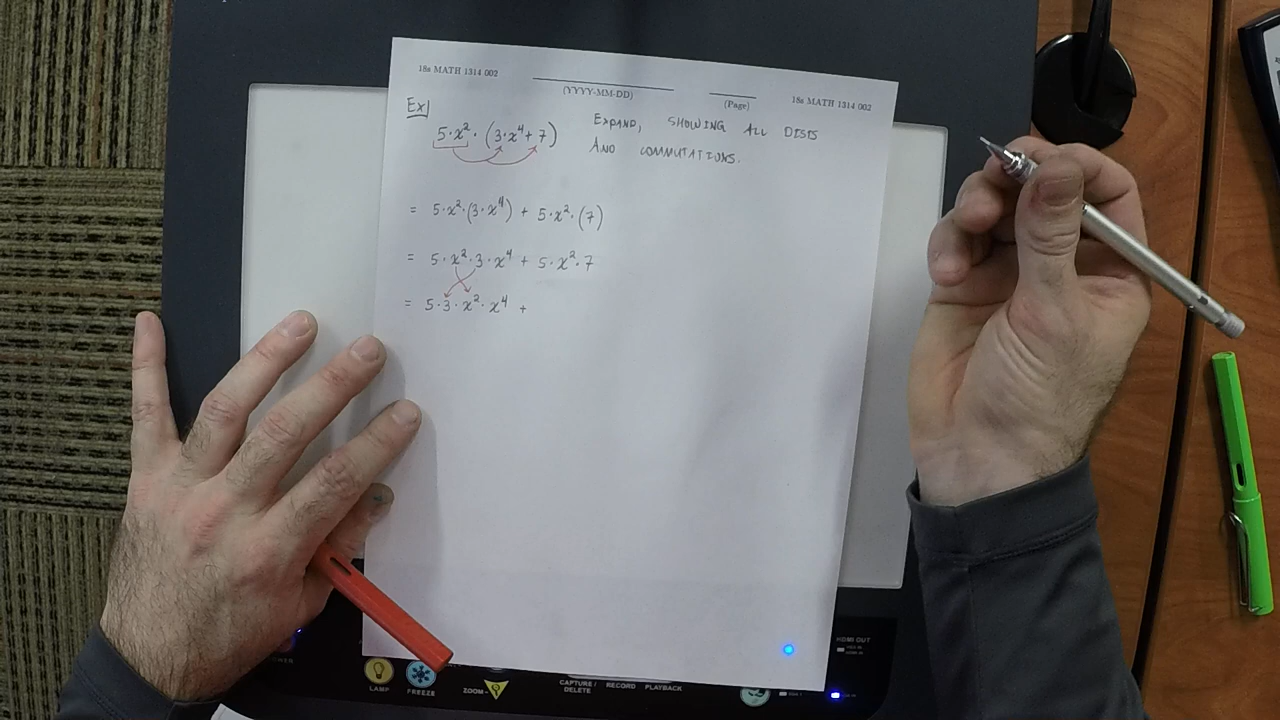 18s MATH 1314 002
(YYYY-MM-DD)
(Page)
18s MATH 1314 002
Ex1
5·x²·(3·x⁴+7)
EXPAND, SHOWING ALL DISTS
AND COMMUTATIONS.
= 5·x²·(3·x⁴) + 5·x²·(7)
= 5·x²·3·x⁴ + 5·x²·7
= 5·3·x²·x⁴ +
LAMP
FREEZE
ZOOM
CAPTURE / DELETE
RECORD
PLAYBACK
HDMI OUT